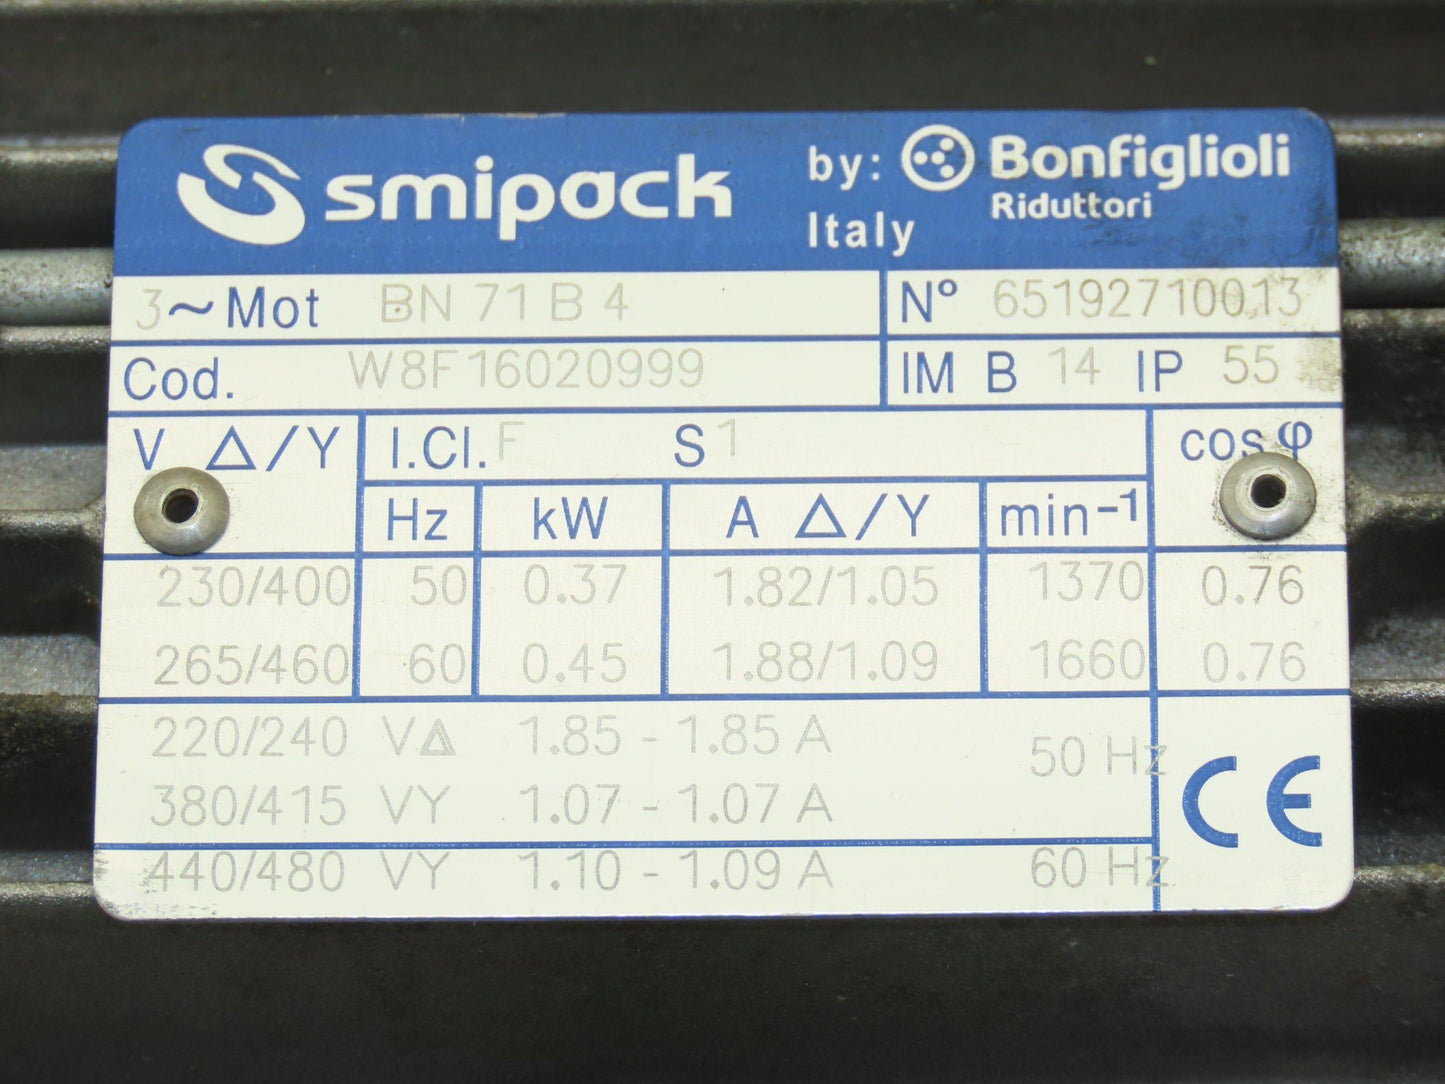 smipack by: Bonfiglioli
Italy Riduttori
3~Mot BN 71 B 4 N° 6519271001,13
Cod. W8F16020999 IM B 14 IP 55
V Δ/Y I.Cl. F S 1 cos φ
Hz kW A Δ/Y min-1
230/400 50 0.37 1.82/1.05 1370 0.76
265/460 60 0.45 1.88/1.09 1660 0.76
220/240 VΔ 1.85 - 1.85 A 50 Hz
380/415 VY 1.07 - 1.07 A
440/480 VY 1.10 - 1.09 A 60 Hz
CE